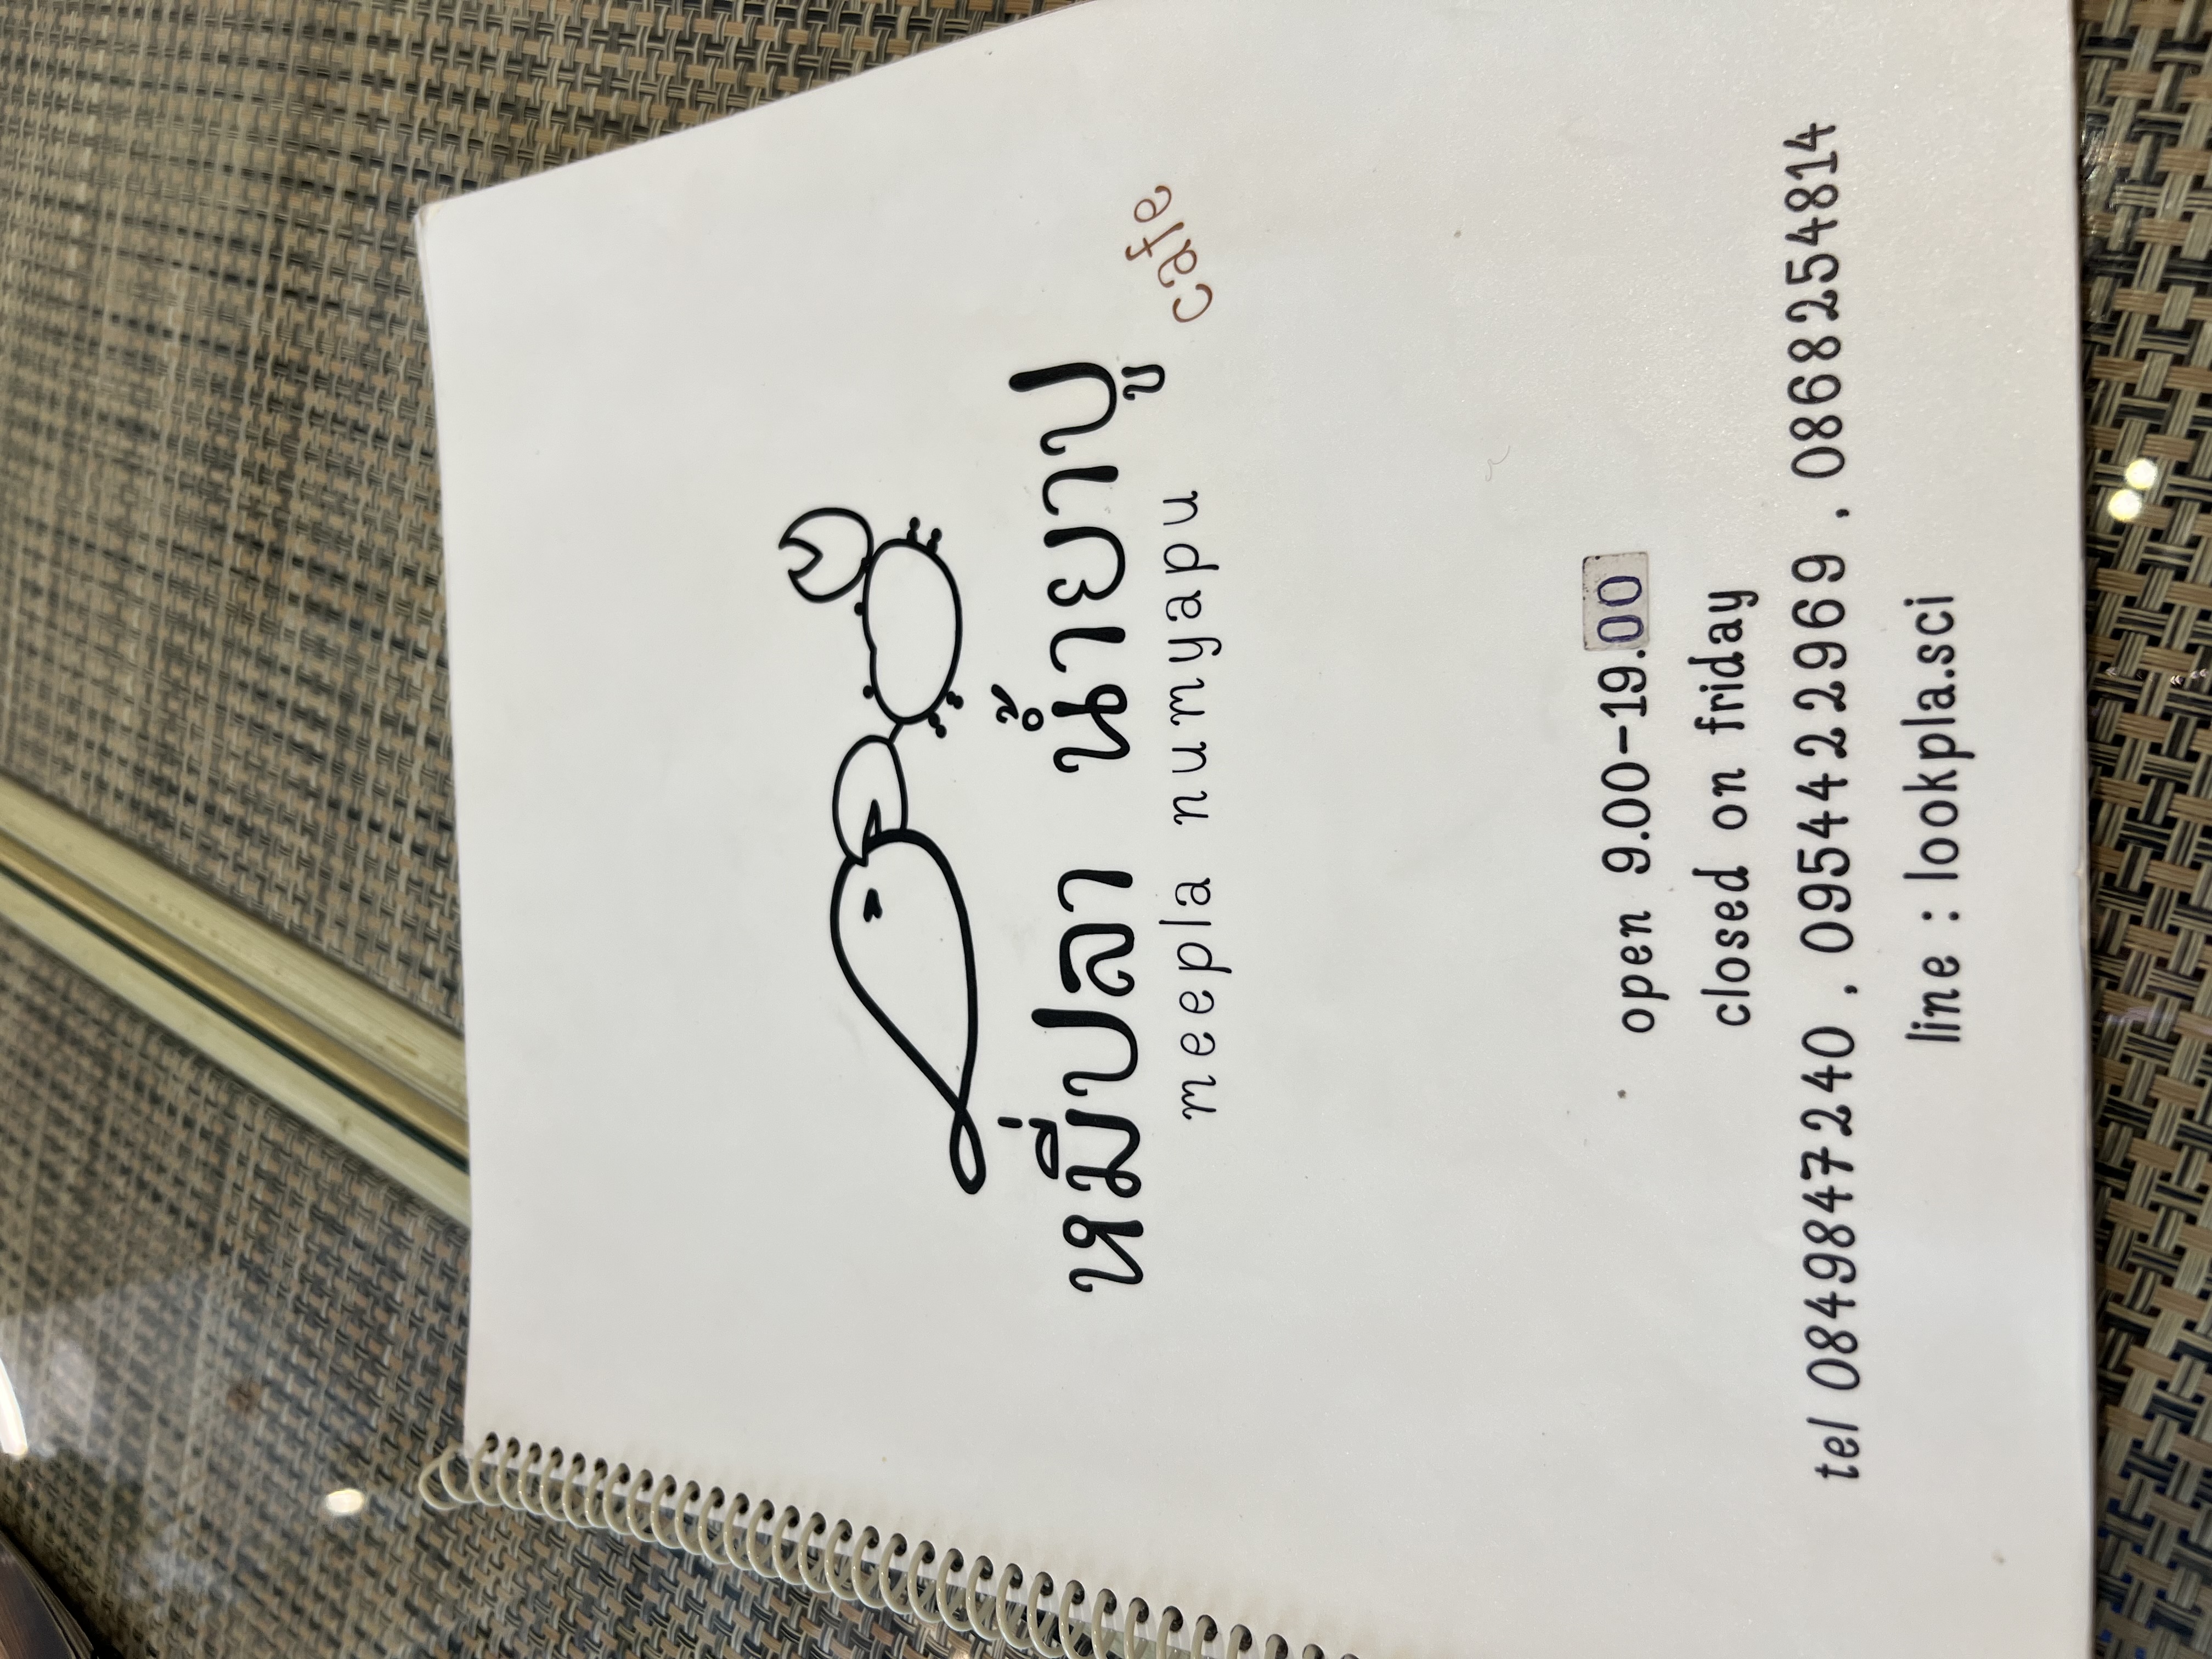 หมี่ปลา น้ำยาปู
meepla numyapu
cafe
open 9.00-19.00
closed on friday
tel 0849847240 , 0954422969 , 0868254814
line : lookpla.sci